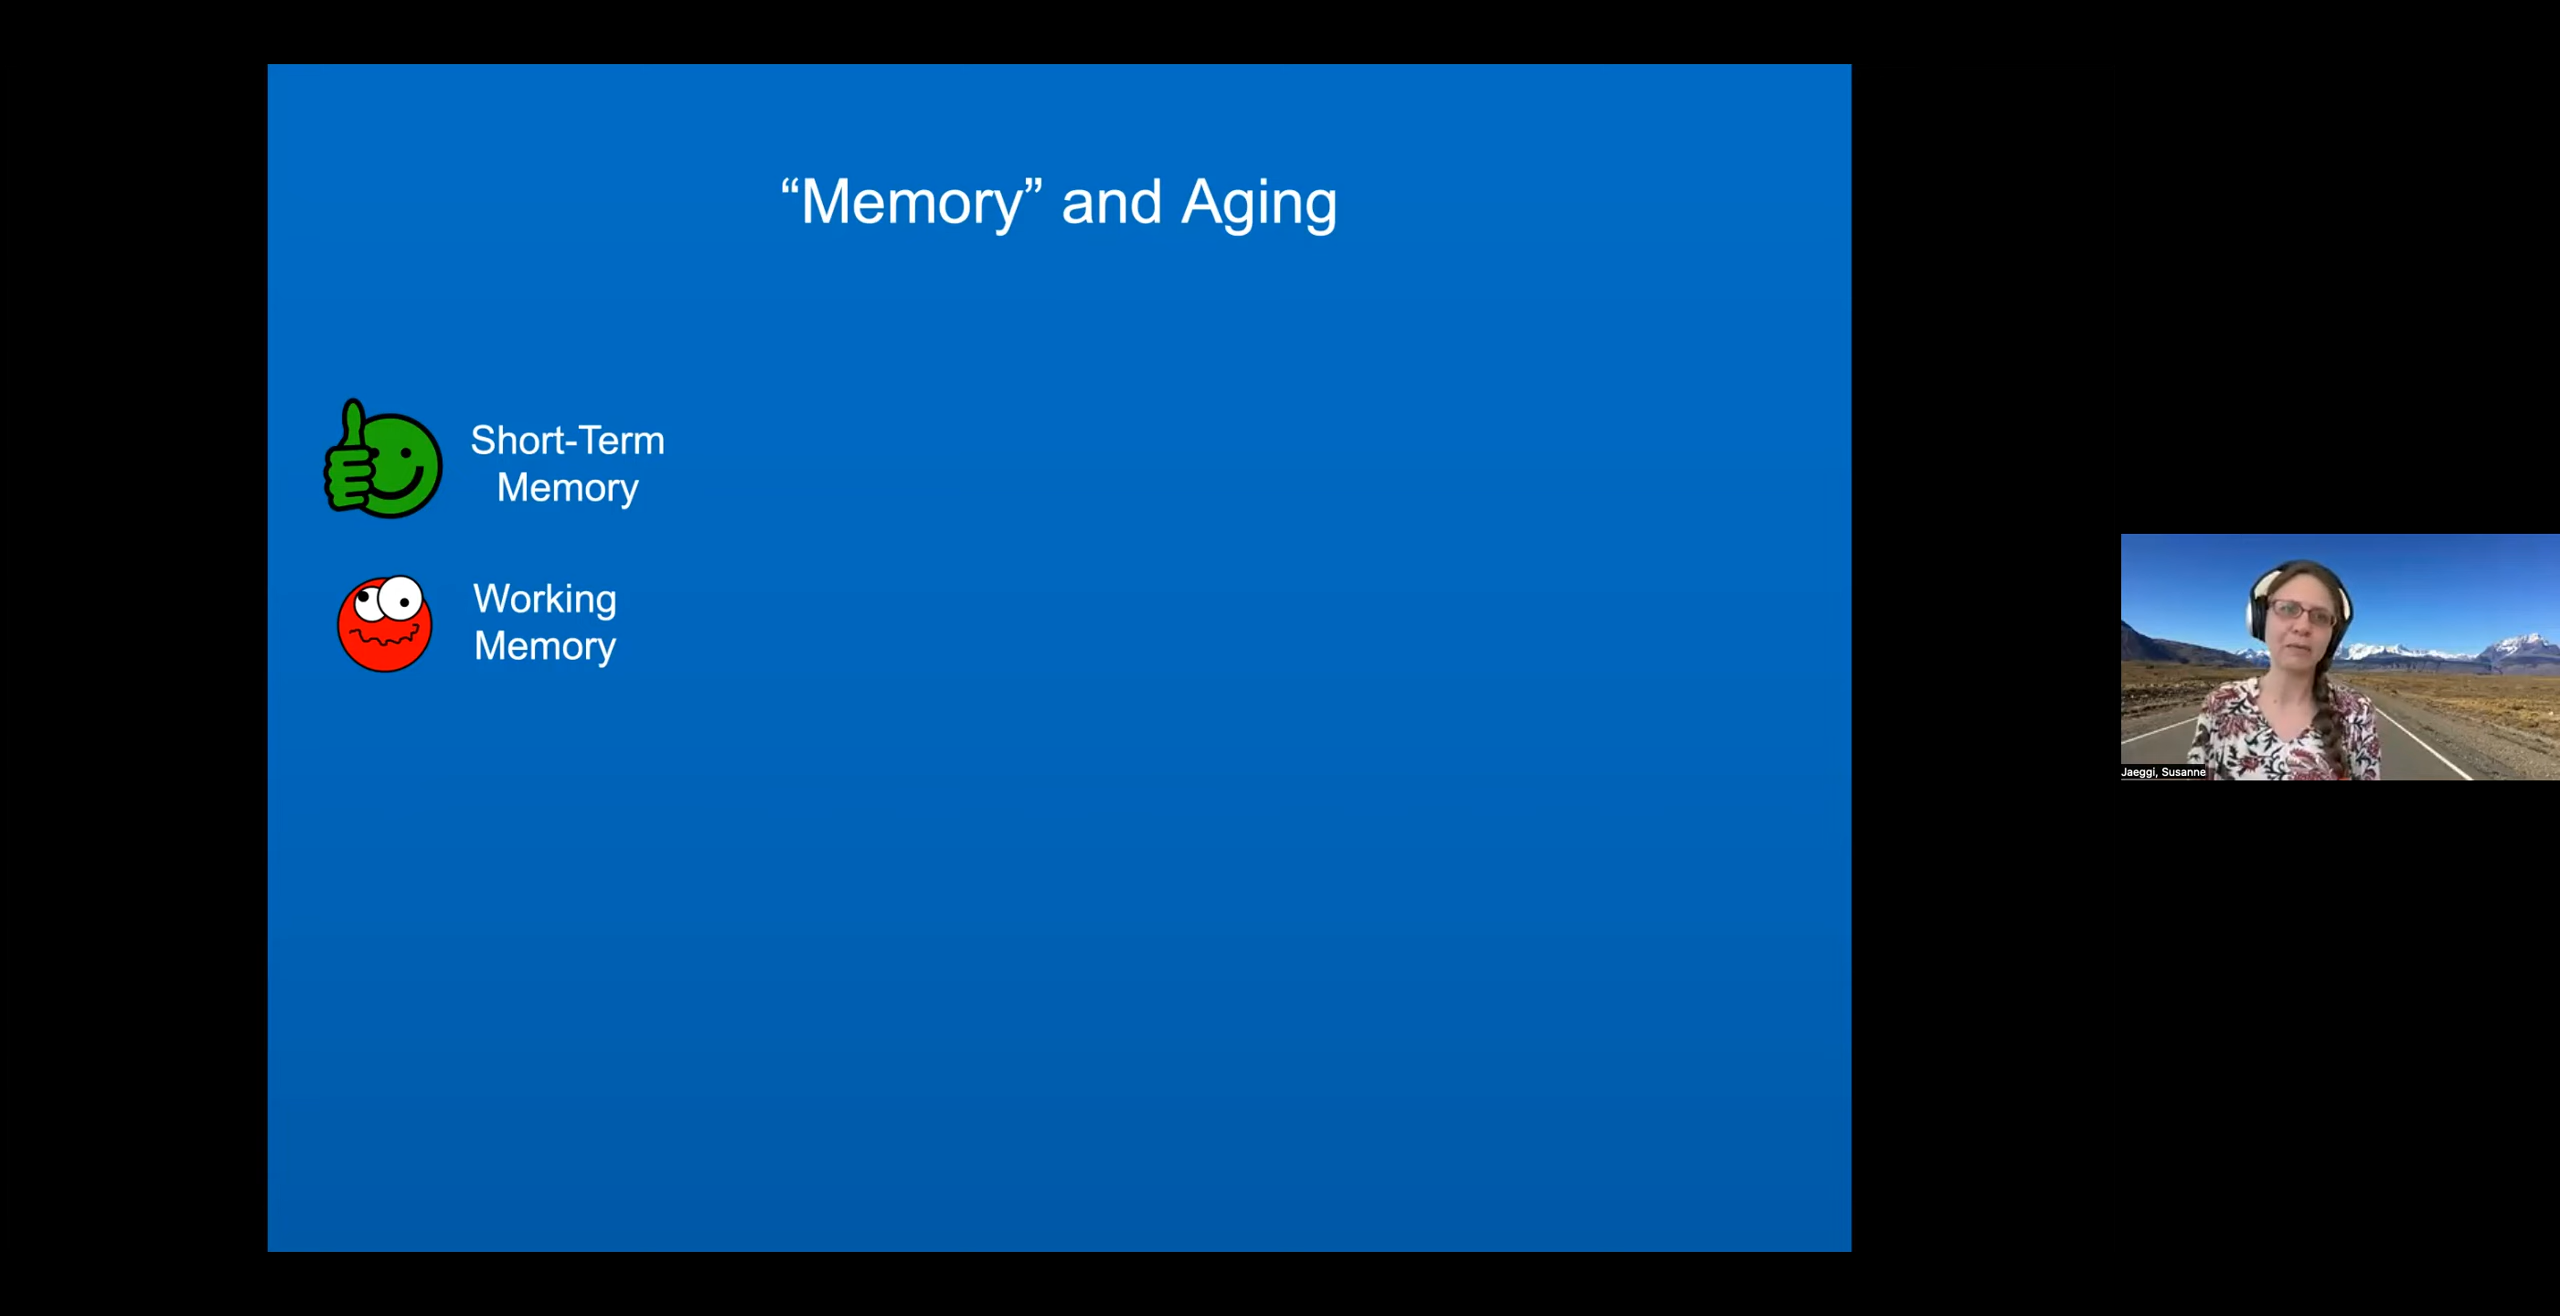 “Memory” and Aging
Short-Term
Memory
Working
Memory
Jaeggi, Susanne